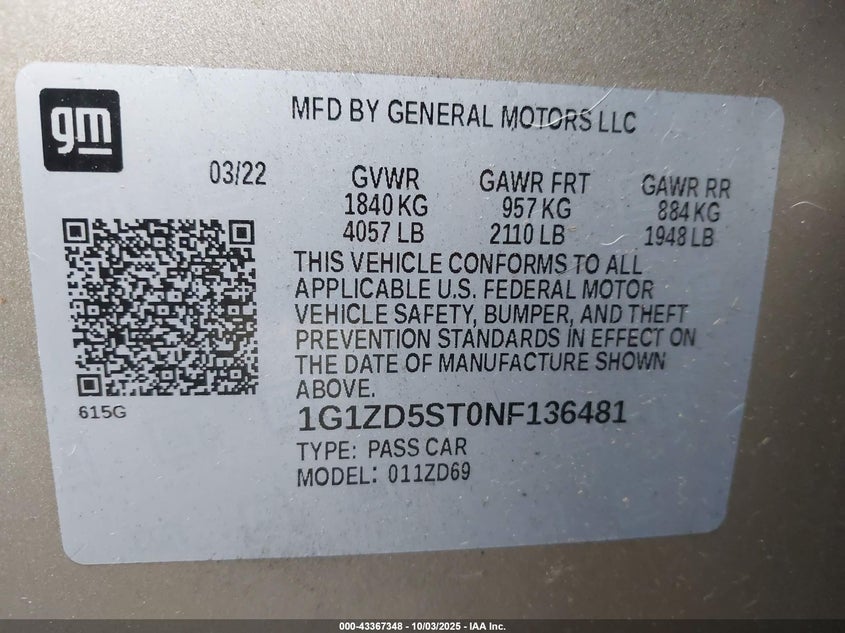 gm
MFD BY GENERAL MOTORS LLC
03/22 GVWR GAWR FRT GAWR RR
1840 KG 957 KG 884 KG
4057 LB 2110 LB 1948 LB
THIS VEHICLE CONFORMS TO ALL
APPLICABLE U.S. FEDERAL MOTOR
VEHICLE SAFETY, BUMPER, AND THEFT
PREVENTION STANDARDS IN EFFECT ON
THE DATE OF MANUFACTURE SHOWN
ABOVE.
615G
1G1ZD5ST0NF136481
TYPE: PASS CAR
MODEL: 011ZD69
000-43367348 - 10/03/2025 - IAA Inc.